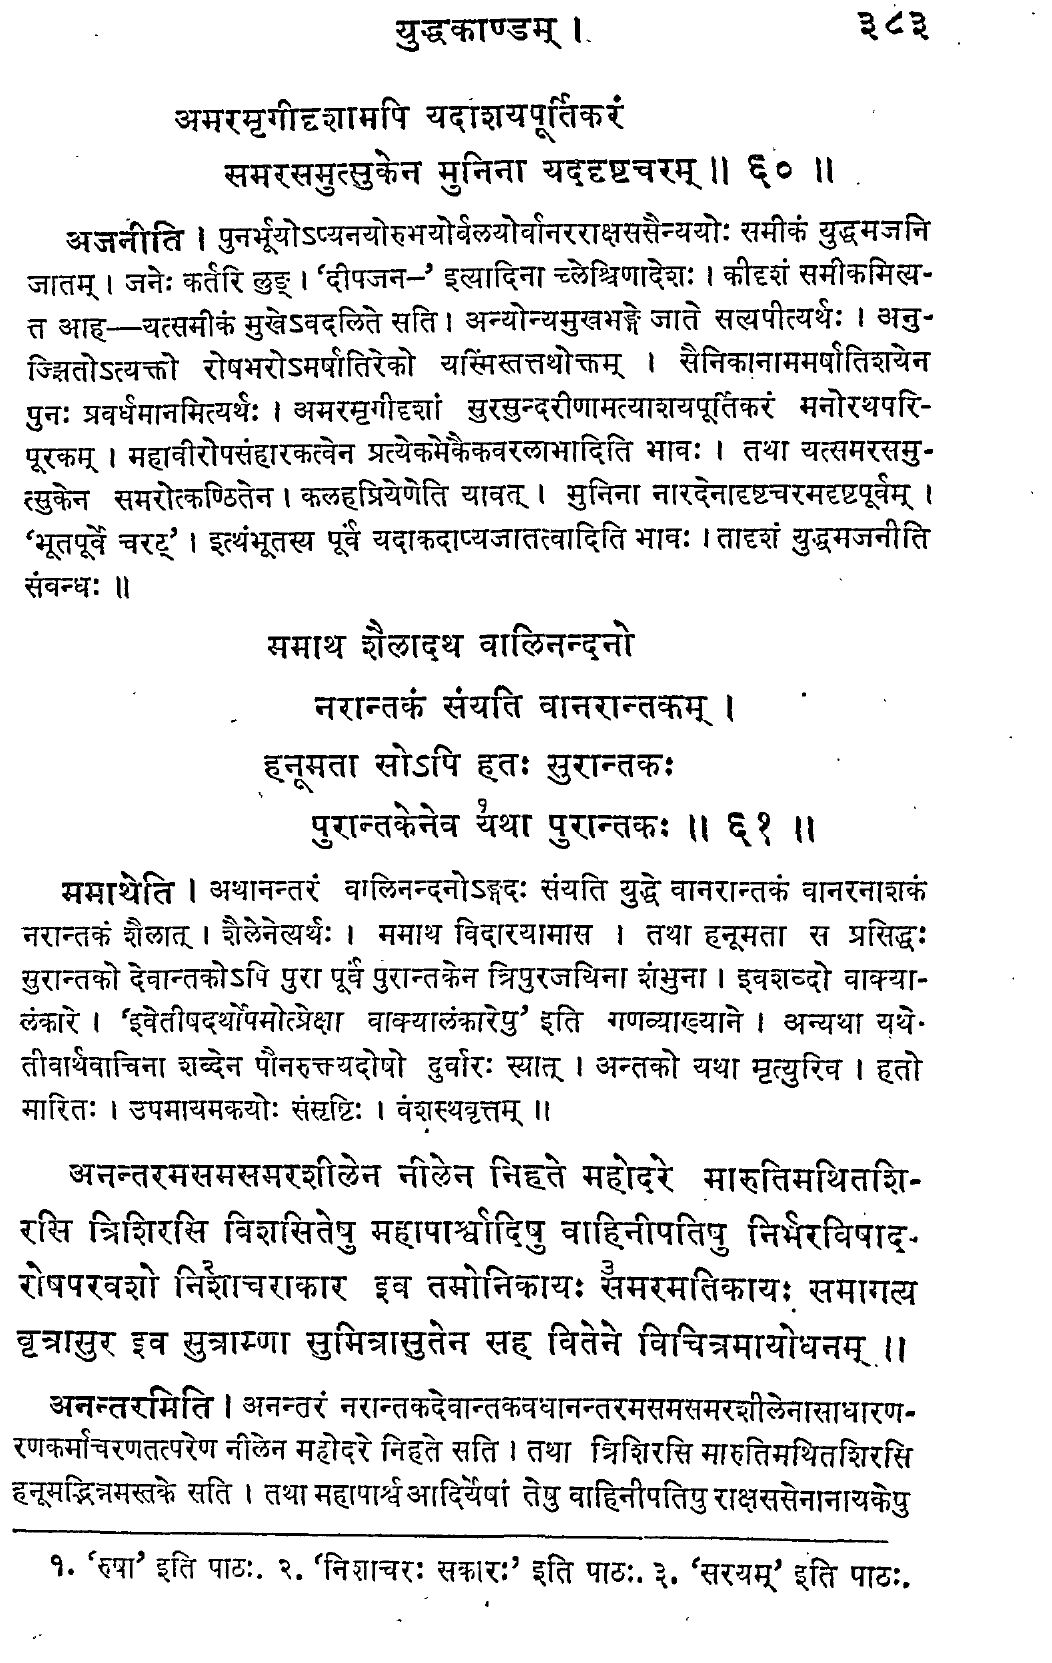 युद्धकाण्डम् । ३८३
अमरमृगीदृशामपि यदाशयपूर्तिकरं
समरसमुत्सुकेन मुनिना यददृष्टचरम् ॥ ६० ॥
अजनीति । पुनर्भूयोऽप्यनयोरुभयोर्बलयोर्वानरराक्षससैन्ययोः समीकं युद्धमजनि
जातम् । जनेः कर्तरि लुङ् । ‘दीपजन–’ इत्यादिना च्लेश्चिणादेशः । कीदृशं समीकमित्य-
त आह—यत्समीकं मुखेऽवदलिते सति । अन्योन्यमुखभङ्गे जाते सत्यपीत्यर्थः । अनु-
ज्झितोऽत्यक्तो रोषभरोऽमर्षातिरेको यस्मिंस्तत्तथोक्तम् । सैनिकानाममर्षातिशयेन
पुनः प्रवर्धमानमित्यर्थः । अमरमृगीदृशां सुरसुन्दरीणामत्याशयपूर्तिकरं मनोरथपरि-
पूरकम् । महावीरोपसंहारकत्वेन प्रत्येकमेकैकवरलाभादिति भावः । तथा यत्समरसमु-
त्सुकेन समरोत्कण्ठितेन । कलहप्रियेणेति यावत् । मुनिना नारदेनादृष्टचरमदृष्टपूर्वम् ।
‘भूतपूर्वे चरट्’ । इत्थंभूतस्य पूर्वं यदाकदाप्यजातत्वादिति भावः । तादृशं युद्धमजनीति
संबन्धः ॥
ममाथ शैलादथ वालिनन्दनो
नरान्तकं संयति वानरान्तकम् ।
हनूमता सोऽपि हतः सुरान्तकः
पुरान्तकेनेव यथा१ पुरान्तकः ॥ ६१ ॥
ममाथेति । अथानन्तरं वालिनन्दनोऽङ्गदः संयति युद्धे वानरान्तकं वानरनाशकं
नरान्तकं शैलात् । शैलेनेत्यर्थः । ममाथ विदारयामास । तथा हनूमता स प्रसिद्धः
सुरान्तको देवान्तकोऽपि पुरा पूर्वं पुरान्तकेन त्रिपुरजयिना शंभुना । इवशब्दो वाक्या-
लंकारे । ‘इवेतीषदर्थोपमोत्प्रेक्षा वाक्यालंकारेषु’ इति गणव्याख्याने । अन्यथा यथे-
तीवार्थवाचिना शब्देन पौनरुक्त्यदोषो दुर्वारः स्यात् । अन्तको यथा मृत्युरिव । हतो
मारितः । उपमायमकयोः संसृष्टिः । वंशस्थवृत्तम् ॥
अनन्तरमसमसमरशीलेन नीलेन निहते महोदरे मारुतिमथितशि-
रसि त्रिशिरसि विशसितेषु महापार्श्वादिषु वाहिनीपतिषु निर्भरविषाद-
रोषपरवशो निशाचराकार२ इव तमोनिकायः समरमतिकायः३ समागत्य
वृत्रासुर इव सुत्राम्णा सुमित्रासुतेन सह वितेने विचित्रमायोधनम् ॥
अनन्तरमिति । अनन्तरं नरान्तकदेवान्तकवधानन्तरमसमसमरशीलेनासाधारण-
रणकर्माचरणतत्परेण नीलेन महोदरे निहते सति । तथा त्रिशिरसि मारुतिमथितशिरसि
हनूमद्भिन्नमस्तके सति । तथा महापार्श्व आदिर्येषां तेषु वाहिनीपतिषु राक्षससेनानायकेषु
१. ‘रुषा’ इति पाठः. २. ‘निशाचरः सकारः’ इति पाठः. ३. ‘सरयम्’ इति पाठः.